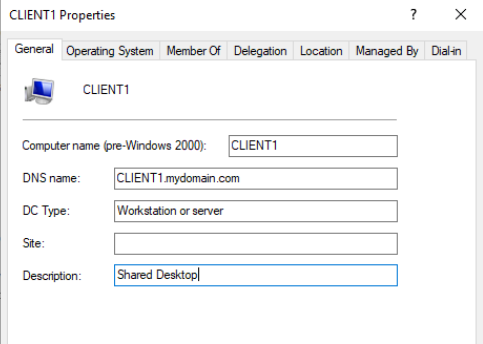 CLIENT1 Properties ? ×
General Operating System Member Of Delegation Location Managed By Dial-in
CLIENT1
Computer name (pre-Windows 2000): CLIENT1
DNS name: CLIENT1.mydomain.com
DC Type: Workstation or server
Site:
Description: Shared Desktop